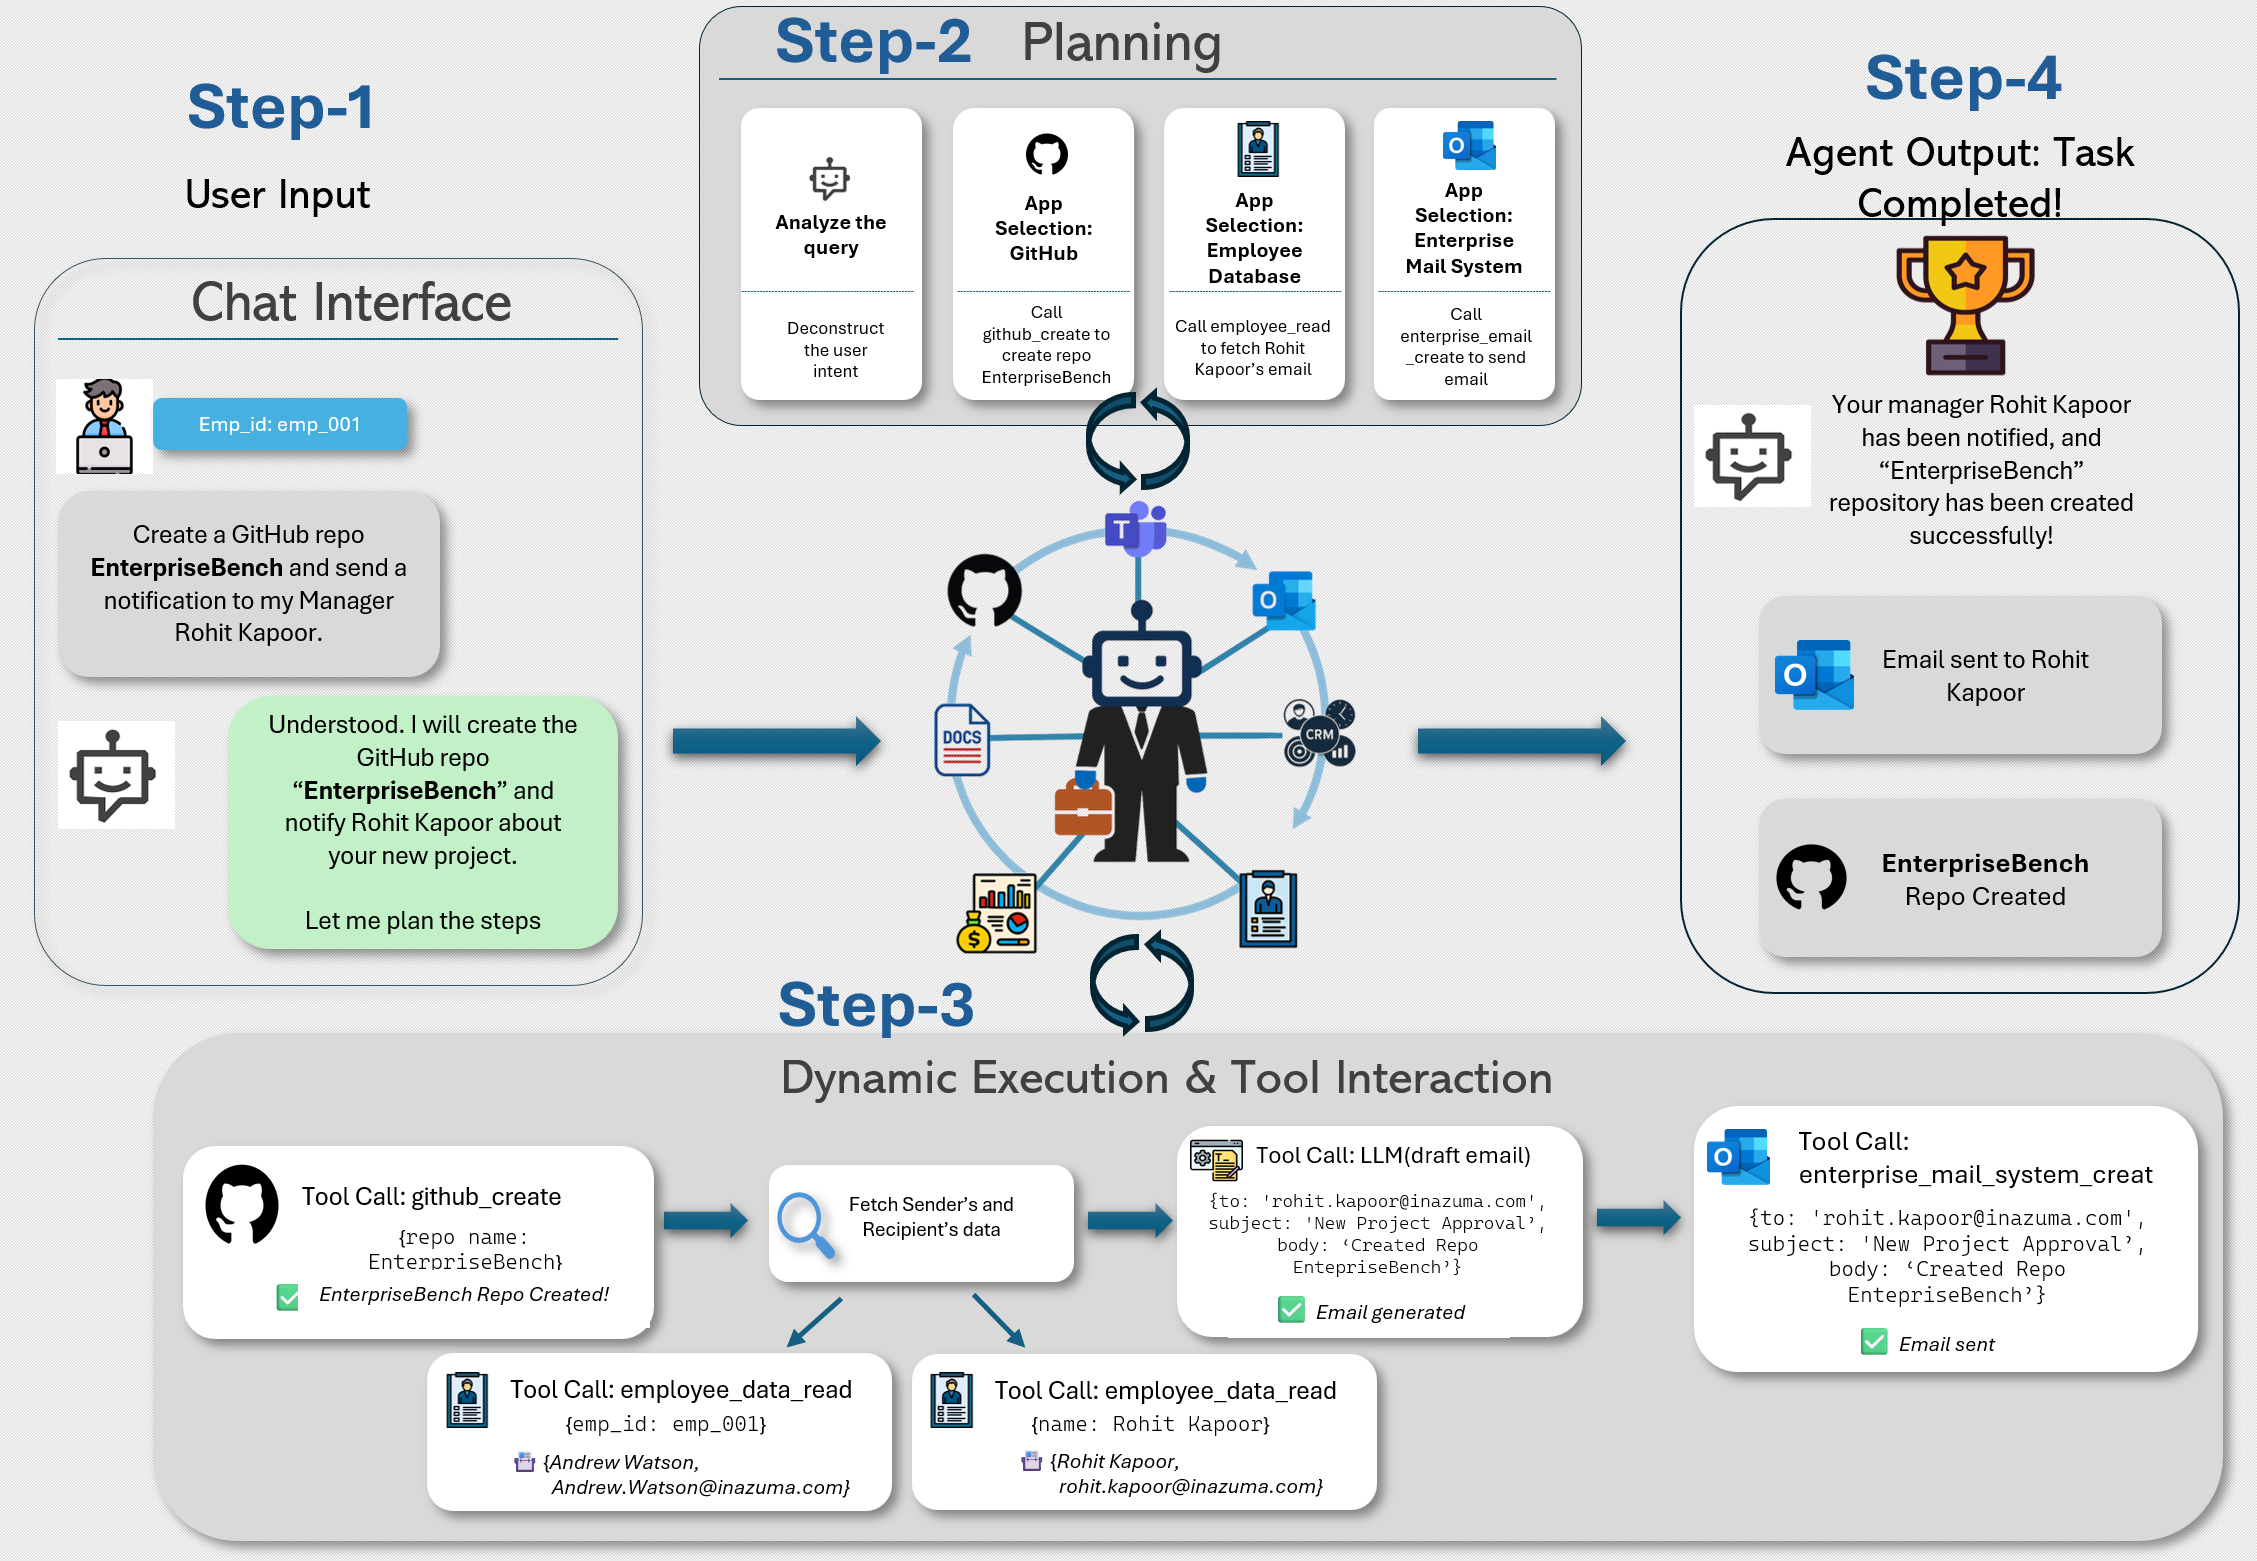 Step-1
User Input
Chat Interface
Emp_id: emp_001
Create a GitHub repo
EnterpriseBench and send a
notification to my Manager
Rohit Kapoor.
Understood. I will create the
GitHub repo
“EnterpriseBench” and
notify Rohit Kapoor about
your new project.
Let me plan the steps
Step-2 Planning
Analyze the
query
Deconstruct
the user
intent
App
Selection:
GitHub
Call
github_create to
create repo
EnterpriseBench
App
Selection:
Employee
Database
Call employee_read
to fetch Rohit
Kapoor’s email
App
Selection:
Enterprise
Mail System
Call
enterprise_email
_create to send
email
T
O
DOCS
CRM
$
Step-4
Agent Output: Task
Completed!
Your manager Rohit Kapoor
has been notified, and
“EnterpriseBench”
repository has been created
successfully!
Email sent to Rohit
Kapoor
EnterpriseBench
Repo Created
Step-3
Dynamic Execution & Tool Interaction
Tool Call: github_create
{repo name:
EnterpriseBench}
EnterpriseBench Repo Created!
Fetch Sender’s and
Recipient’s data
Tool Call: employee_data_read
{emp_id: emp_001}
{Andrew Watson,
Andrew.Watson@inazuma.com}
Tool Call: employee_data_read
{name: Rohit Kapoor}
{Rohit Kapoor,
rohit.kapoor@inazuma.com}
Tool Call: LLM(draft email)
{to: 'rohit.kapoor@inazuma.com',
subject: 'New Project Approval’,
body: ‘Created Repo
EntepriseBench’}
Email generated
Tool Call:
enterprise_mail_system_creat
{to: 'rohit.kapoor@inazuma.com',
subject: 'New Project Approval’,
body: ‘Created Repo
EntepriseBench’}
Email sent